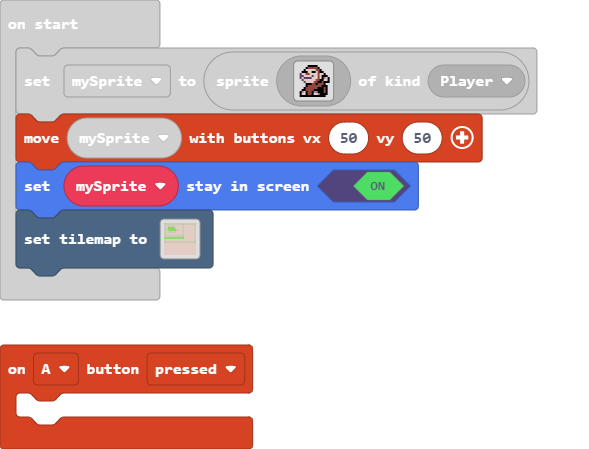 on start
set mySprite to sprite of kind Player
move mySprite with buttons vx 50 vy 50
set mySprite stay in screen ON
set tilemap to
on A button pressed